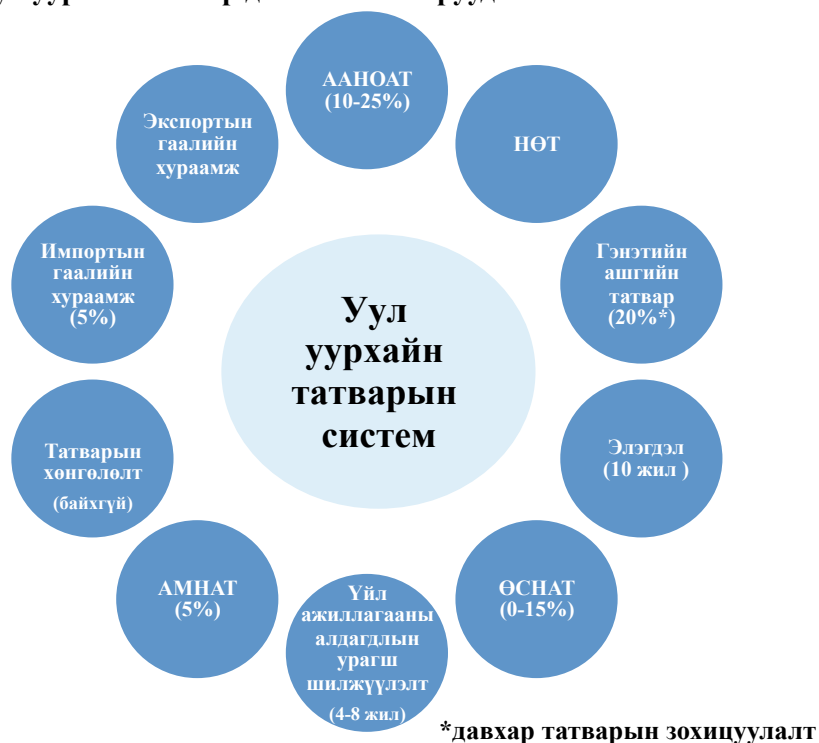 ААНОАТ
(10-25%)
НӨТ
Гэнэтийн
ашгийн
татвар
(20%*)
Элэгдэл
(10 жил )
ӨСНАТ
(0-15%)
Үйл
ажиллагааны
алдагдлын
урагш
шилжүүлэлт
(4-8 жил)
АМНАТ
(5%)
Татварын
хөнгөлөлт
(байхгүй)
Импортын
гаалийн
хураамж
(5%)
Экспортын
гаалийн
хураамж
Уул
уурхайн
татварын
систем
*давхар татварын зохицуулалт